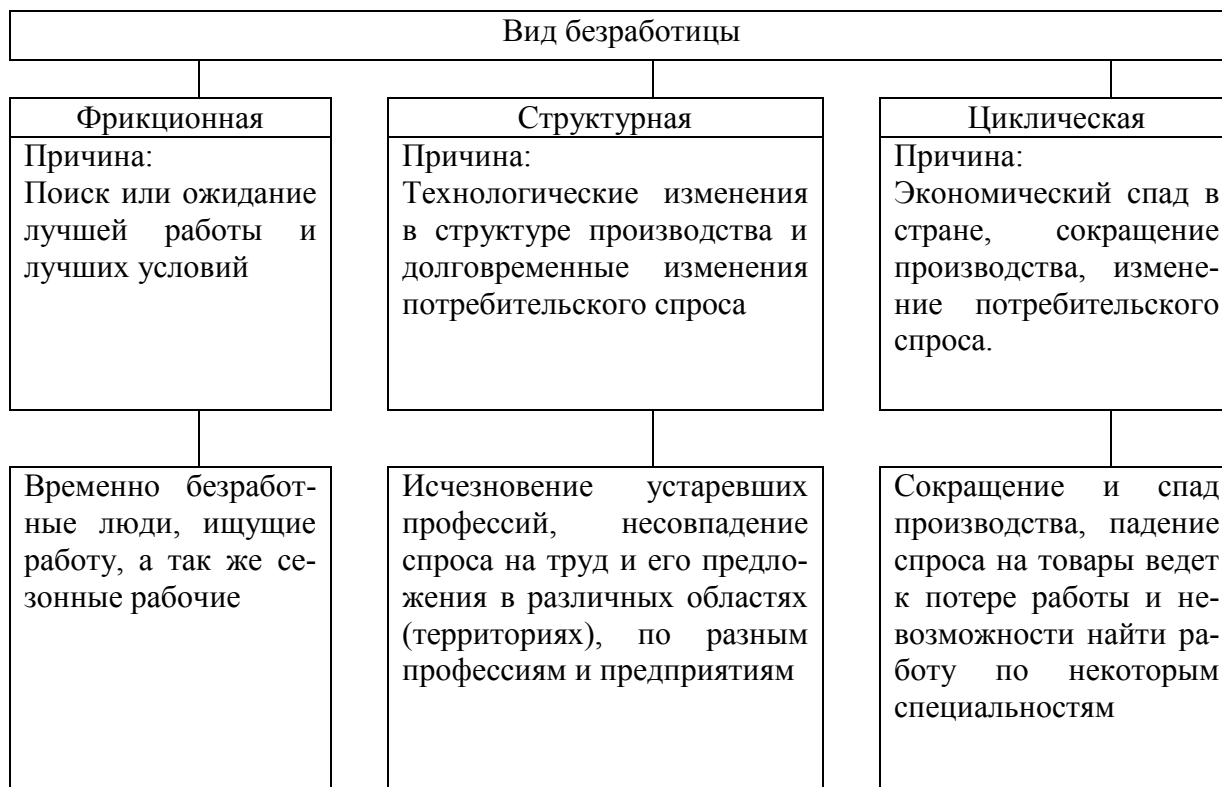 Вид безработицы
Фрикционная
Причина:
Поиск или ожидание
лучшей работы и
лучших условий
Структурная
Причина:
Технологические изменения
в структуре производства и
долговременные изменения
потребительского спроса
Циклическая
Причина:
Экономический спад в
стране, сокращение
производства, измене-
ние потребительского
спроса.
Временно безработ-
ные люди, ищущие
работу, а так же се-
зонные рабочие
Исчезновение устаревших
профессий, несовпадение
спроса на труд и его предло-
жения в различных областях
(территориях), по разным
профессиям и предприятиям
Сокращение и спад
производства, падение
спроса на товары ведет
к потере работы и не-
возможности найти ра-
боту по некоторым
специальностям